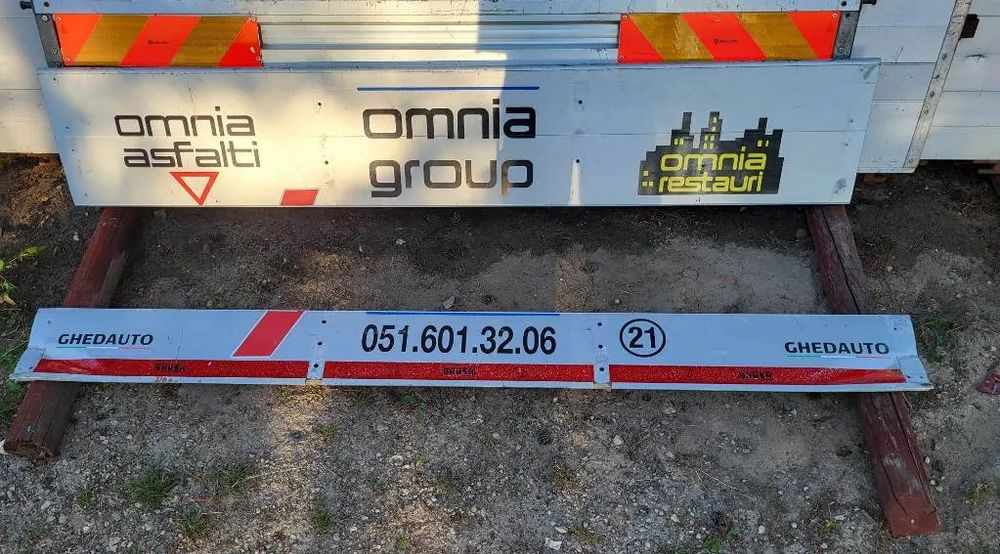 omnia
asfalti
omnia
group
omnia
restauri
GHEDAUTO
051.601.32.06
21
GHEDAUTO